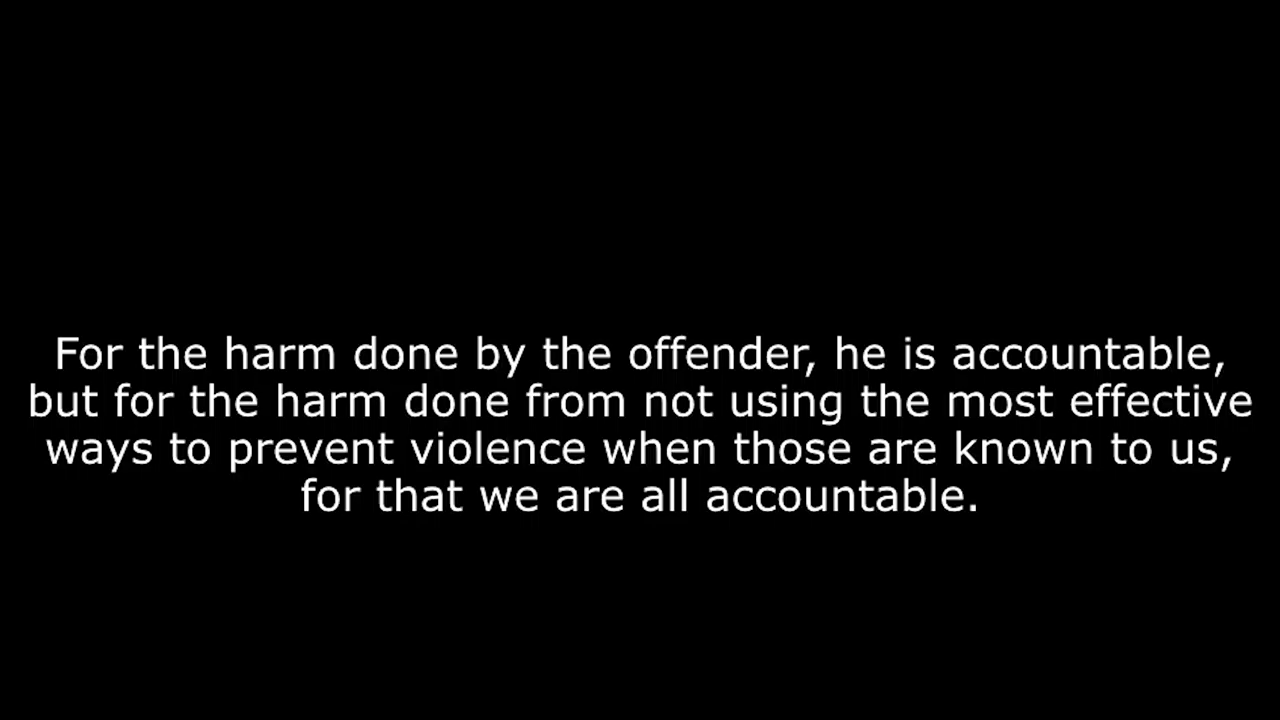 For the harm done by the offender, he is accountable,
but for the harm done from not using the most effective
ways to prevent violence when those are known to us,
for that we are all accountable.